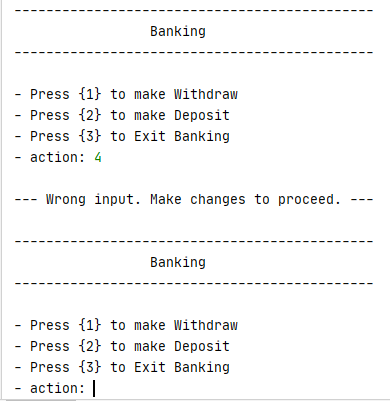 ---------------------------------------------
Banking
---------------------------------------------
- Press {1} to make Withdraw
- Press {2} to make Deposit
- Press {3} to Exit Banking
- action: 4
--- Wrong input. Make changes to proceed. ---
---------------------------------------------
Banking
---------------------------------------------
- Press {1} to make Withdraw
- Press {2} to make Deposit
- Press {3} to Exit Banking
- action: